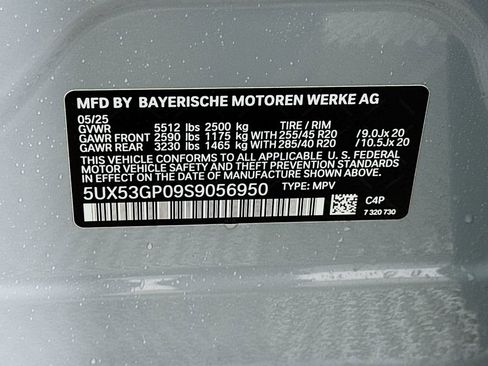 MFD BY BAYERISCHE MOTOREN WERKE AG
05/25
GVWR 5512 lbs 2500 kg TIRE / RIM
GAWR FRONT 2590 lbs 1175 kg WITH 255/45 R20 /9.0Jx 20
GAWR REAR 3230 lbs 1465 kg WITH 285/40 R20 /10.5Jx 20
THIS VEHICLE CONFORMS TO ALL APPLICABLE U. S. FEDERAL
MOTOR VEHICLE SAFETY AND THEFT PREVENTION STANDARDS
IN EFFECT ON THE DATE OF MANUFACTURE SHOWN ABOVE.
5UX53GP09S9056950 TYPE: MPV
C4P
7 320 730